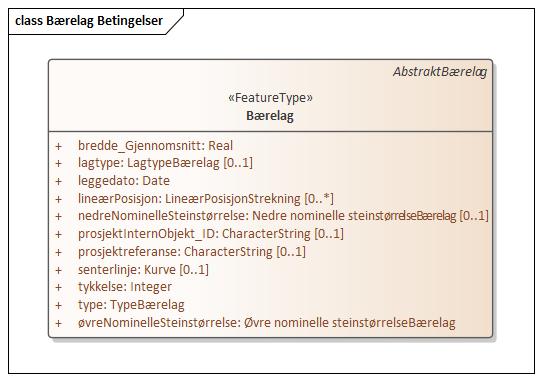 class Bærelag Betingelser
AbstraktBærelag
«FeatureType»
Bærelag
+ bredde_Gjennomsnitt: Real
+ lagtype: LagtypeBærelag [0..1]
+ leggedato: Date
+ lineærPosisjon: LineærPosisjonStrekning [0..*]
+ nedreNominelleSteinstørrelse: Nedre nominelle steinstørrelseBærelag [0..1]
+ prosjektInternObjekt_ID: CharacterString [0..1]
+ prosjektreferanse: CharacterString [0..1]
+ senterlinje: Kurve [0..1]
+ tykkelse: Integer
+ type: TypeBærelag
+ øvreNominelleSteinstørrelse: Øvre nominelle steinstørrelseBærelag